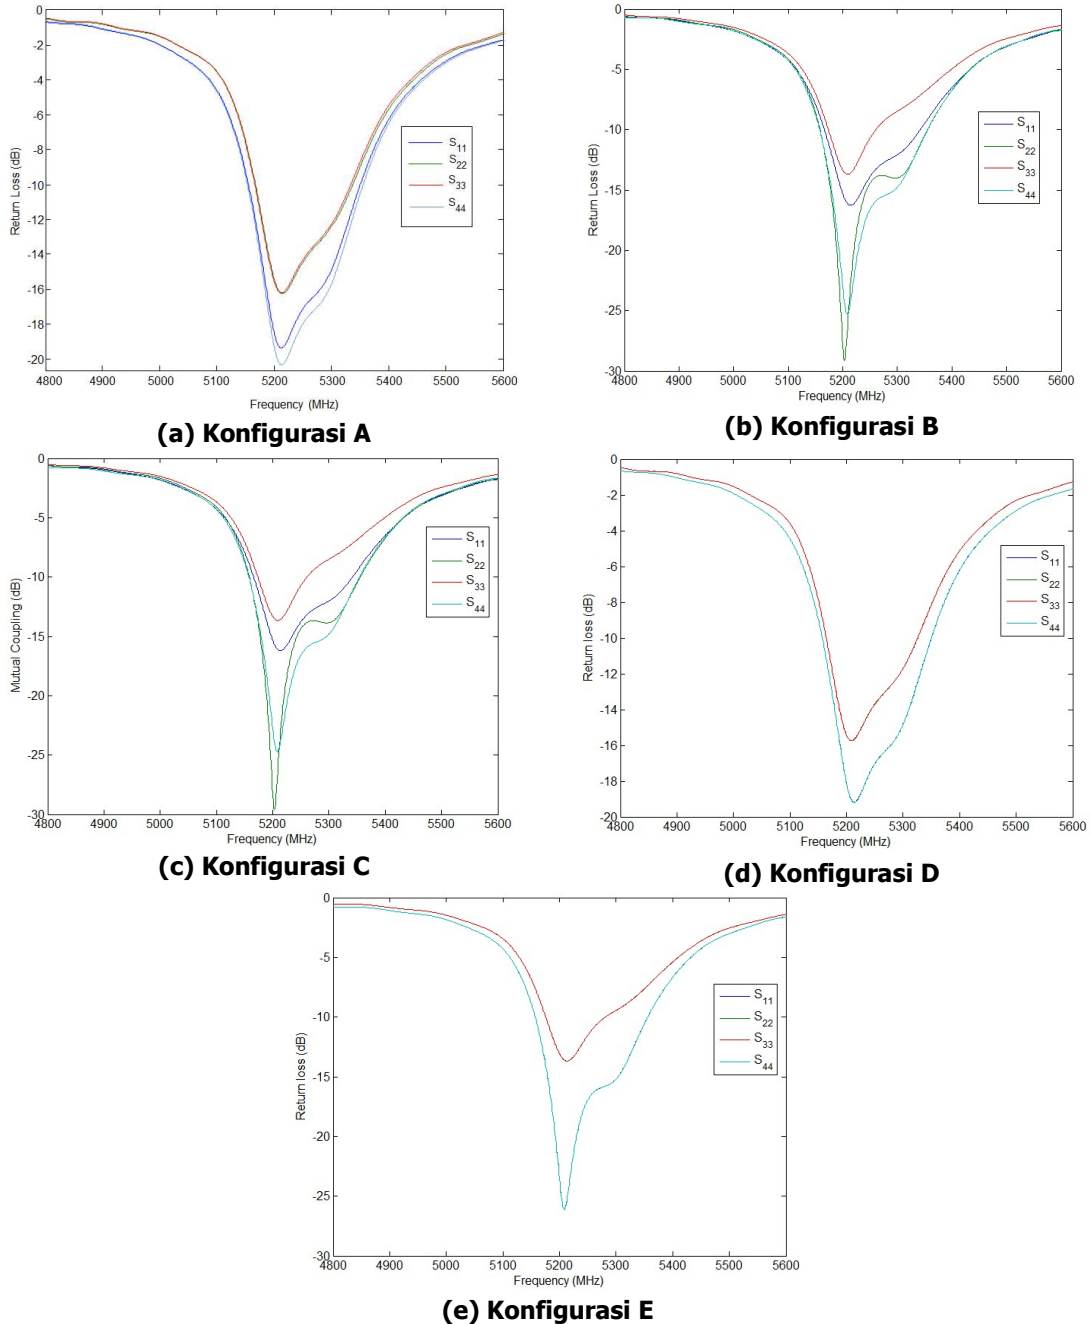 0
-2
-4
-6
-8
-10
-12
-14
-16
-18
-20
4800 4900 5000 5100 5200 5300 5400 5500 5600
Return Loss (dB)
Frequency (MHz)
S11
S22
S33
S44
(a) Konfigurasi A
0
-5
-10
-15
-20
-25
-30
4800 4900 5000 5100 5200 5300 5400 5500 5600
Return Loss (dB)
Frequency (MHz)
S11
S22
S33
S44
(b) Konfigurasi B
0
-5
-10
-15
-20
-25
-30
4800 4900 5000 5100 5200 5300 5400 5500 5600
Mutual Coupling (dB)
Frequency (MHz)
S11
S22
S33
S44
(c) Konfigurasi C
0
-2
-4
-6
-8
-10
-12
-14
-16
-18
-20
4800 4900 5000 5100 5200 5300 5400 5500 5600
Return loss (dB)
Frequency (MHz)
S11
S22
S33
S44
(d) Konfigurasi D
0
-5
-10
-15
-20
-25
-30
4800 4900 5000 5100 5200 5300 5400 5500 5600
Return loss (dB)
Frequency (MHz)
S11
S22
S33
S44
(e) Konfigurasi E